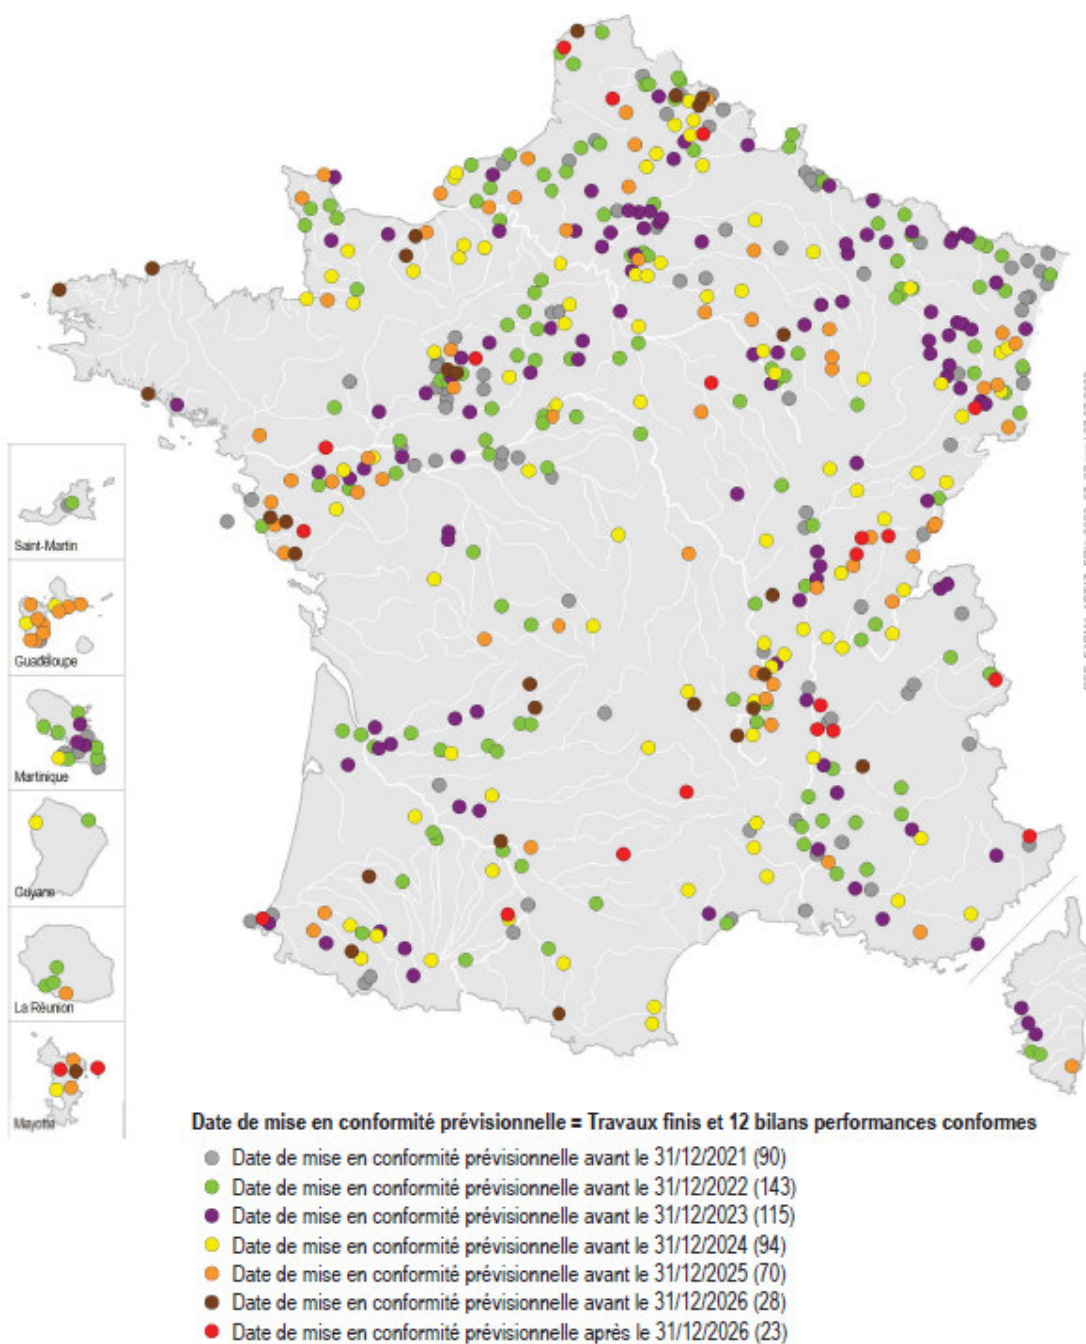 Saint-Martin
Guadeloupe
Martinique
Guyane
La Réunion
Mayotte
Date de mise en conformité prévisionnelle = Travaux finis et 12 bilans performances conformes
Date de mise en conformité prévisionnelle avant le 31/12/2021 (90)
Date de mise en conformité prévisionnelle avant le 31/12/2022 (143)
Date de mise en conformité prévisionnelle avant le 31/12/2023 (115)
Date de mise en conformité prévisionnelle avant le 31/12/2024 (94)
Date de mise en conformité prévisionnelle avant le 31/12/2025 (70)
Date de mise en conformité prévisionnelle avant le 31/12/2026 (28)
Date de mise en conformité prévisionnelle après le 31/12/2026 (23)